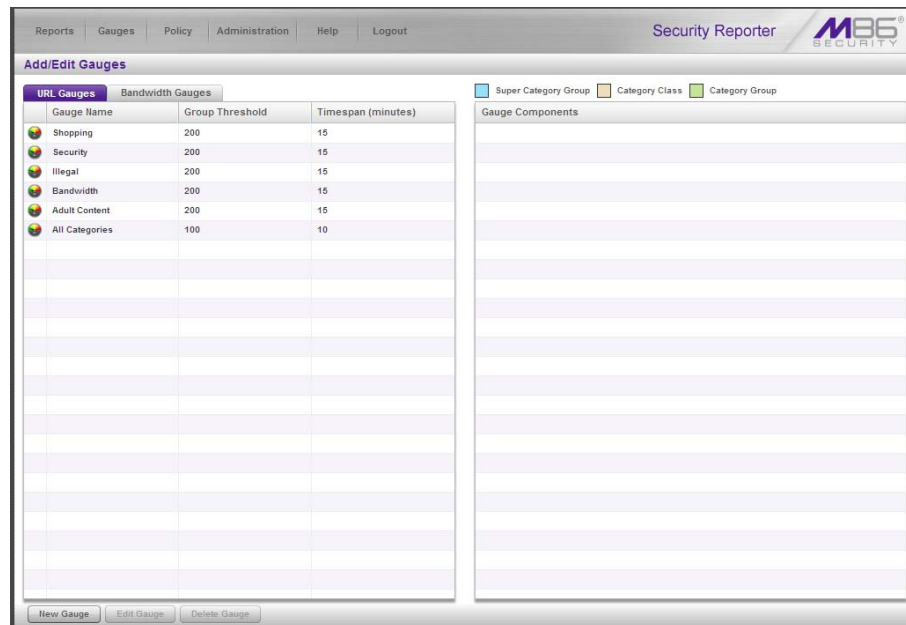 Reports Gauges Policy Administration Help Logout Security Reporter M86® SECURITY
Add/Edit Gauges
URL Gauges Bandwidth Gauges
Super Category Group Category Class Category Group
Gauge Name Group Threshold Timespan (minutes)
Gauge Components
Shopping 200 15
Security 200 15
Illegal 200 15
Bandwidth 200 15
Adult Content 200 15
All Categories 100 10
New Gauge Edit Gauge Delete Gauge